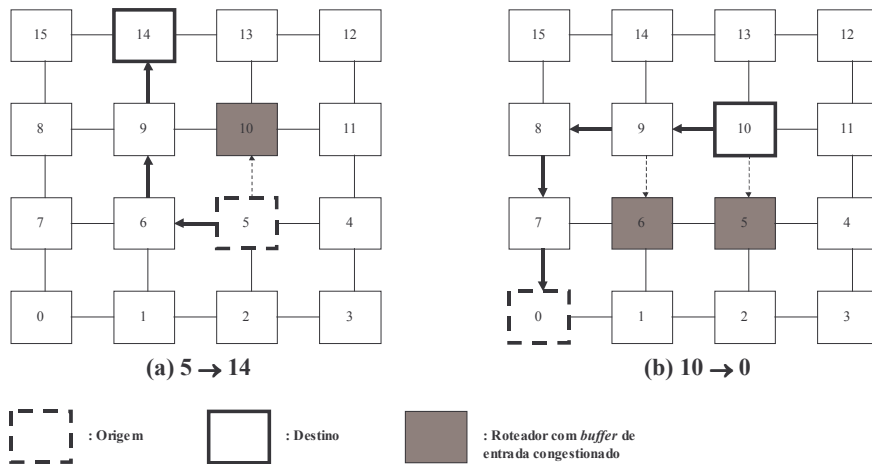 15 14 13 12
8 9 10 11
7 6 5 4
0 1 2 3
(a) 5 → 14
15 14 13 12
8 9 10 11
7 6 5 4
0 1 2 3
(b) 10 → 0
: Origem
: Destino
: Roteador com buffer de
entrada congestionado